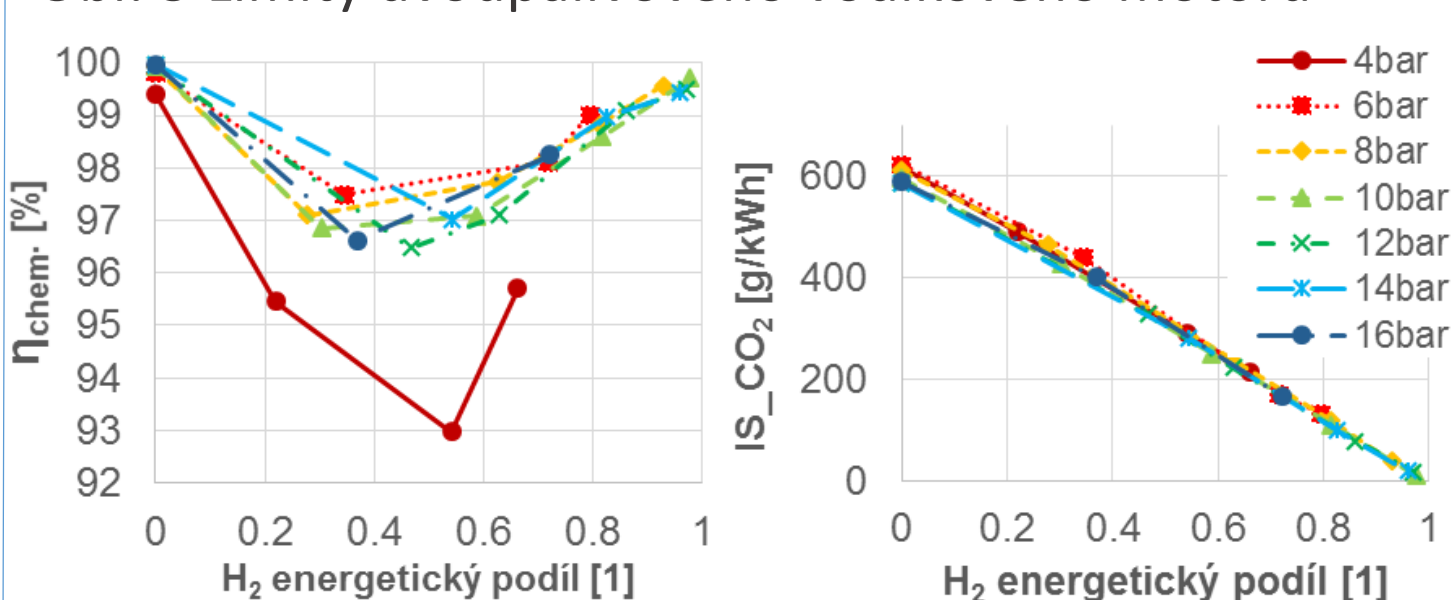 100
99
98
97
96
95
94
93
92
ηchem· [%]
0 0.2 0.4 0.6 0.8 1
H₂ energetický podíl [1]
600
400
200
0
IS_CO₂ [g/kWh]
0 0.2 0.4 0.6 0.8 1
H₂ energetický podíl [1]
4bar
6bar
8bar
10bar
12bar
14bar
16bar